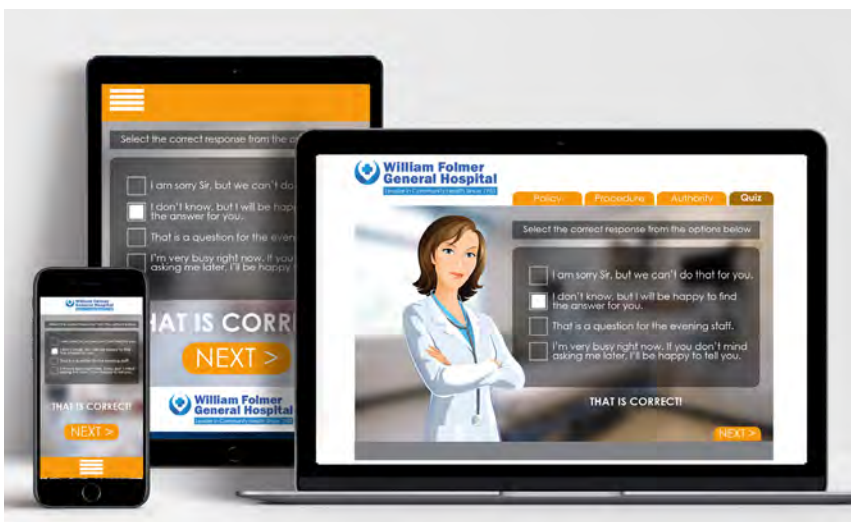 Select the correct response from the
I am sorry Sir, but we can't do
I don't know, but I will be
the answer for you.
That is a question for the evening
I'm very busy right now. If you
asking me later, I'll be happy
THAT IS
NEXT >
William Folmer
General Hospital
William Folmer
General Hospital
THAT IS CORRECT!
NEXT >
William Folmer
General Hospital
Leader in Community Health Since
Policy
Procedure
Authority
Quiz
Select the correct response from the options below
I am sorry Sir, but we can't do that for you.
I don't know, but I will be happy to find
the answer for you.
That is a question for the evening staff.
I'm very busy right now. If you don't mind
asking me later, I'll be happy to tell you.
THAT IS CORRECT!
NEXT >